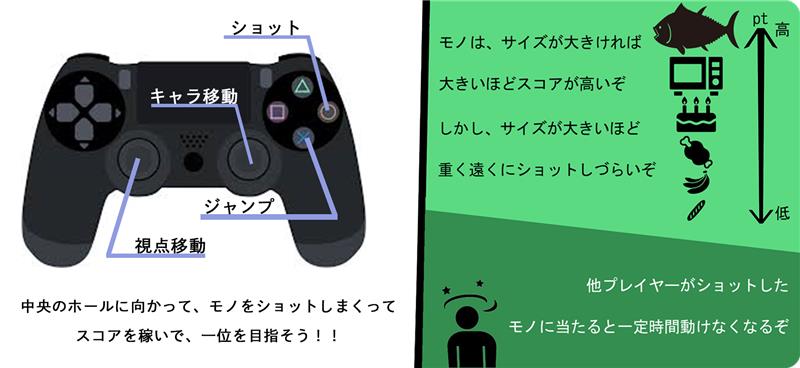 ショット
キャラ移動
ジャンプ
視点移動
中央のホールに向かって、モノをショットしまくって
スコアを稼いで、一位を目指そう！！
pt
高
モノは、サイズが大きければ
大きいほどスコアが高いぞ
しかし、サイズが大きいほど
重く遠くにショットしづらいぞ
低
他プレイヤーがショットした
モノに当たると一定時間動けなくなるぞ